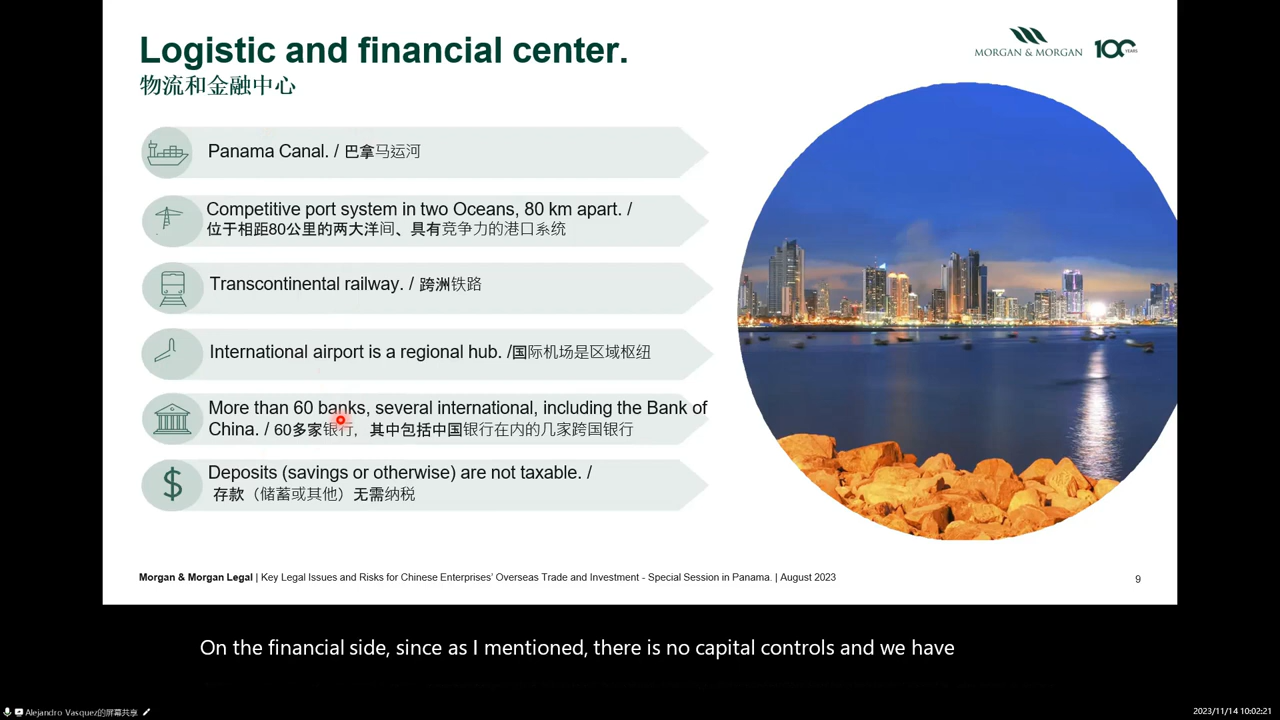 Logistic and financial center.
物流和金融中心
MORGAN & MORGAN 100 YEARS
Panama Canal. / 巴拿马运河
Competitive port system in two Oceans, 80 km apart. /
位于相距80公里的两大洋间、具有竞争力的港口系统
Transcontinental railway. / 跨洲铁路
International airport is a regional hub. /国际机场是区域枢纽
More than 60 banks, several international, including the Bank of
China. / 60多家银行, 其中包括中国银行在内的几家跨国银行
$
Deposits (savings or otherwise) are not taxable. /
存款（储蓄或其他）无需纳税
Morgan & Morgan Legal | Key Legal Issues and Risks for Chinese Enterprises' Overseas Trade and Investment - Special Session in Panama. | August 2023
9
On the financial side, since as I mentioned, there is no capital controls and we have
Alejandro Vasquez的屏幕共享
2023/11/14 10:02:21